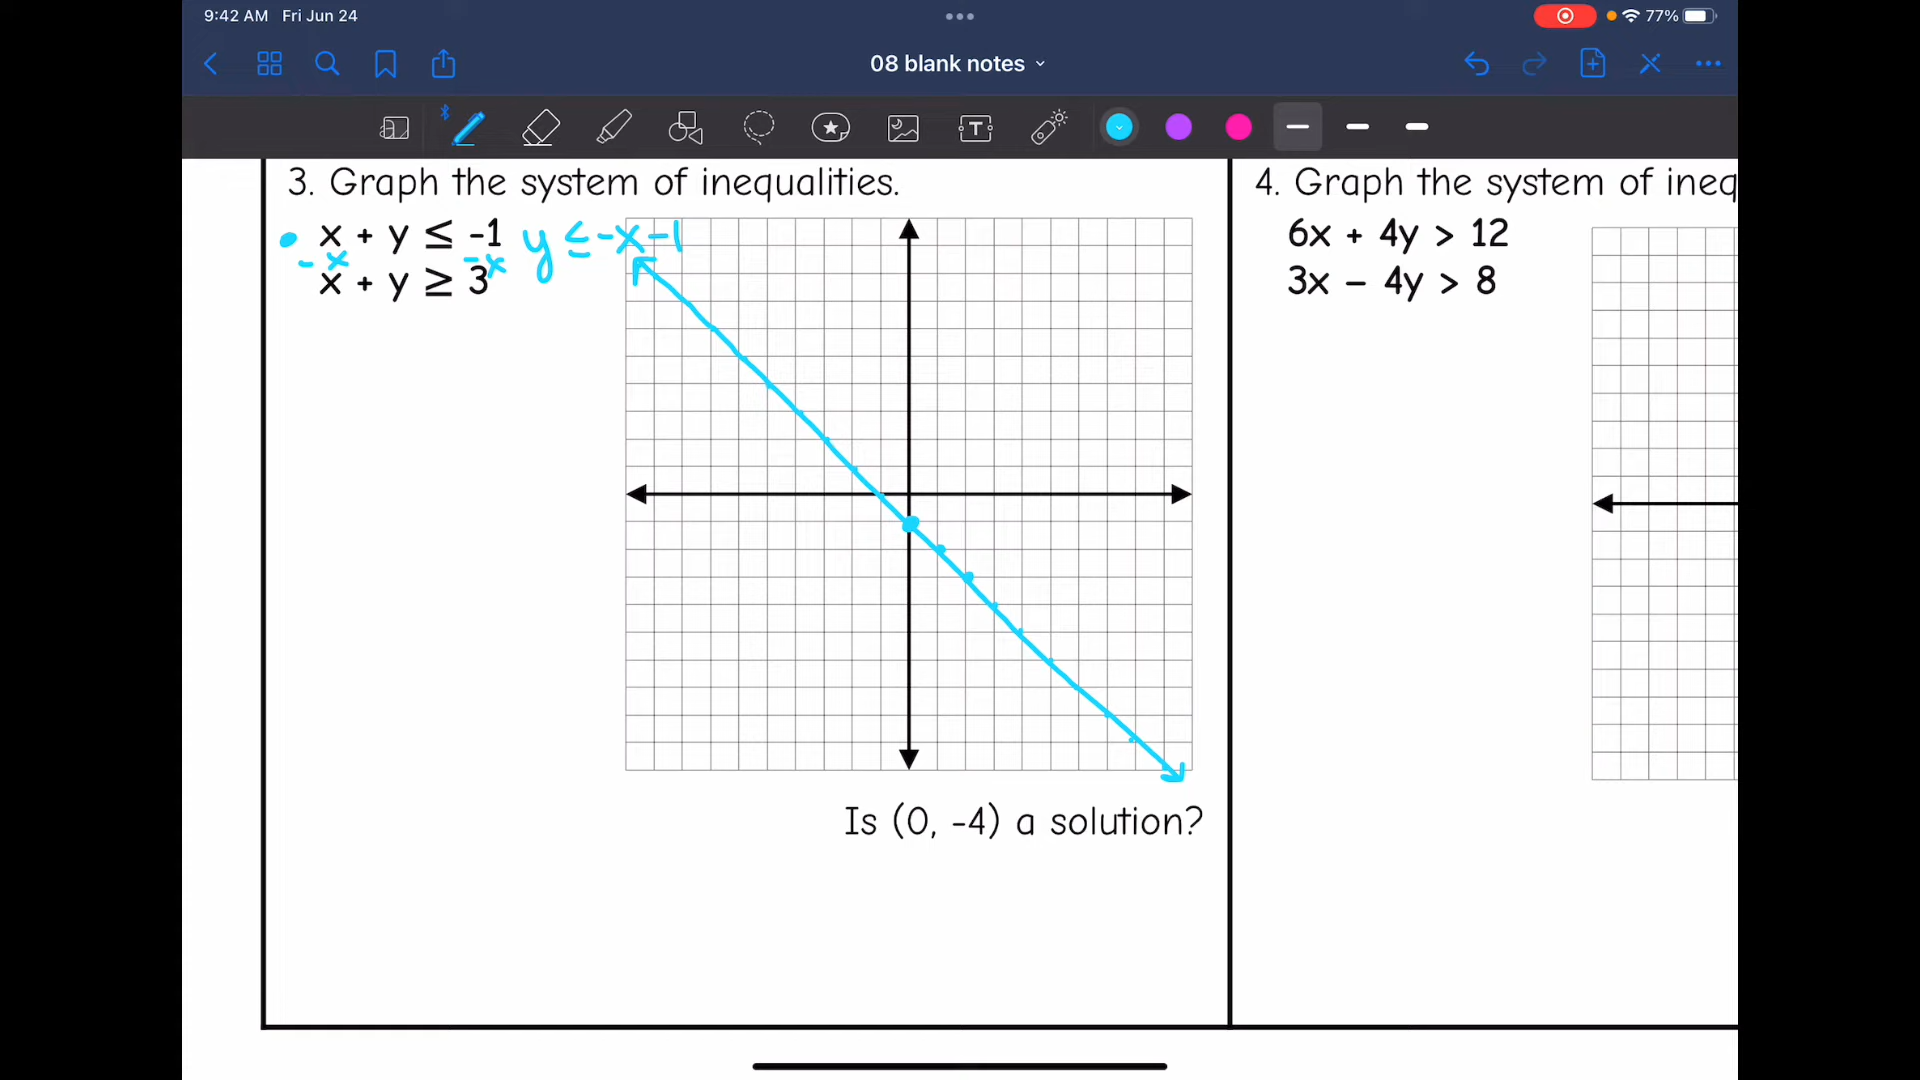 9:42 AM Fri Jun 24
77%
08 blank notes
T
3. Graph the system of inequalities.
x + y ≤ -1 y ≤ -x -1
-x -x
x + y ≥ 3
Is (0, -4) a solution?
4. Graph the system of ineq
6x + 4y > 12
3x - 4y > 8